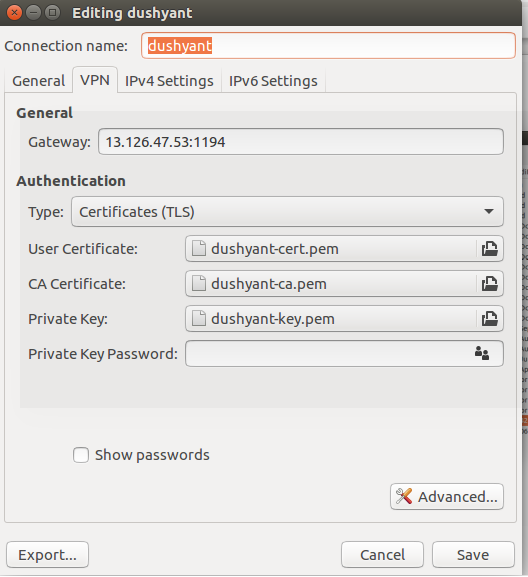 Editing dushyant
Connection name: dushyant
General VPN IPv4 Settings IPv6 Settings
General
Gateway: 13.126.47.53:1194
Authentication
Type: Certificates (TLS)
User Certificate: dushyant-cert.pem
CA Certificate: dushyant-ca.pem
Private Key: dushyant-key.pem
Private Key Password:
Show passwords
Advanced...
Export... Cancel Save